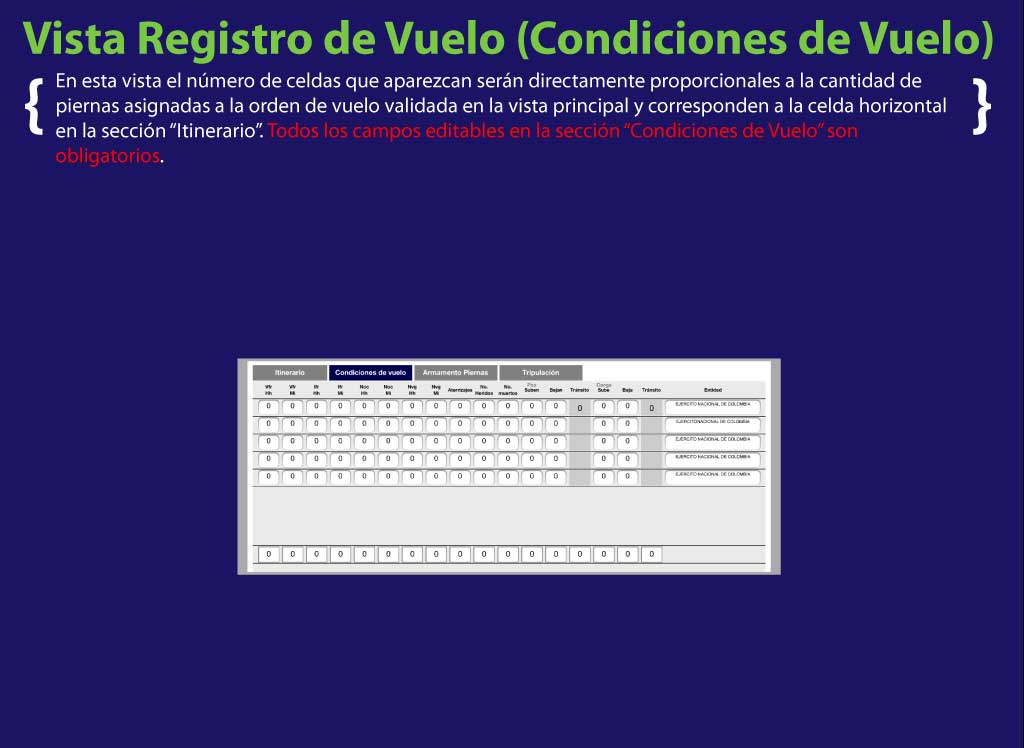 Vista Registro de Vuelo (Condiciones de Vuelo)
{ En esta vista el número de celdas que aparezcan serán directamente proporcionales a la cantidad de }
piernas asignadas a la orden de vuelo validada en la vista principal y corresponden a la celda horizontal
en la sección “Itinerario”. Todos los campos editables en la sección “Condiciones de Vuelo” son
obligatorios.
Itinerario Condiciones de vuelo Armamento Piernas Tripulación
Vfr Vfr Ifr Ifr Noc Noc Nvg Nvg Aterrizajes No. No. Pax Carga
Hh Mi Hh Mi Hh Mi Hh Mi Heridos muertos Suben Bajan Tránsito Sube Baja Tránsito Entidad
0 0 0 0 0 0 0 0 0 0 0 0 0 0 0 0 0 EJERCITO NACIONAL DE COLOMBIA
0 0 0 0 0 0 0 0 0 0 0 0 0 0 0 EJERCITONACIONAL DE COLOMBIA
0 0 0 0 0 0 0 0 0 0 0 0 0 0 0 EJERCITO NACIONAL DE COLOMBIA
0 0 0 0 0 0 0 0 0 0 0 0 0 0 0 EJERCITO NACIONAL DE COLOMBIA
0 0 0 0 0 0 0 0 0 0 0 0 0 0 0 EJERCITO NACIONAL DE COLOMBIA
0 0 0 0 0 0 0 0 0 0 0 0 0 0 0 0 0